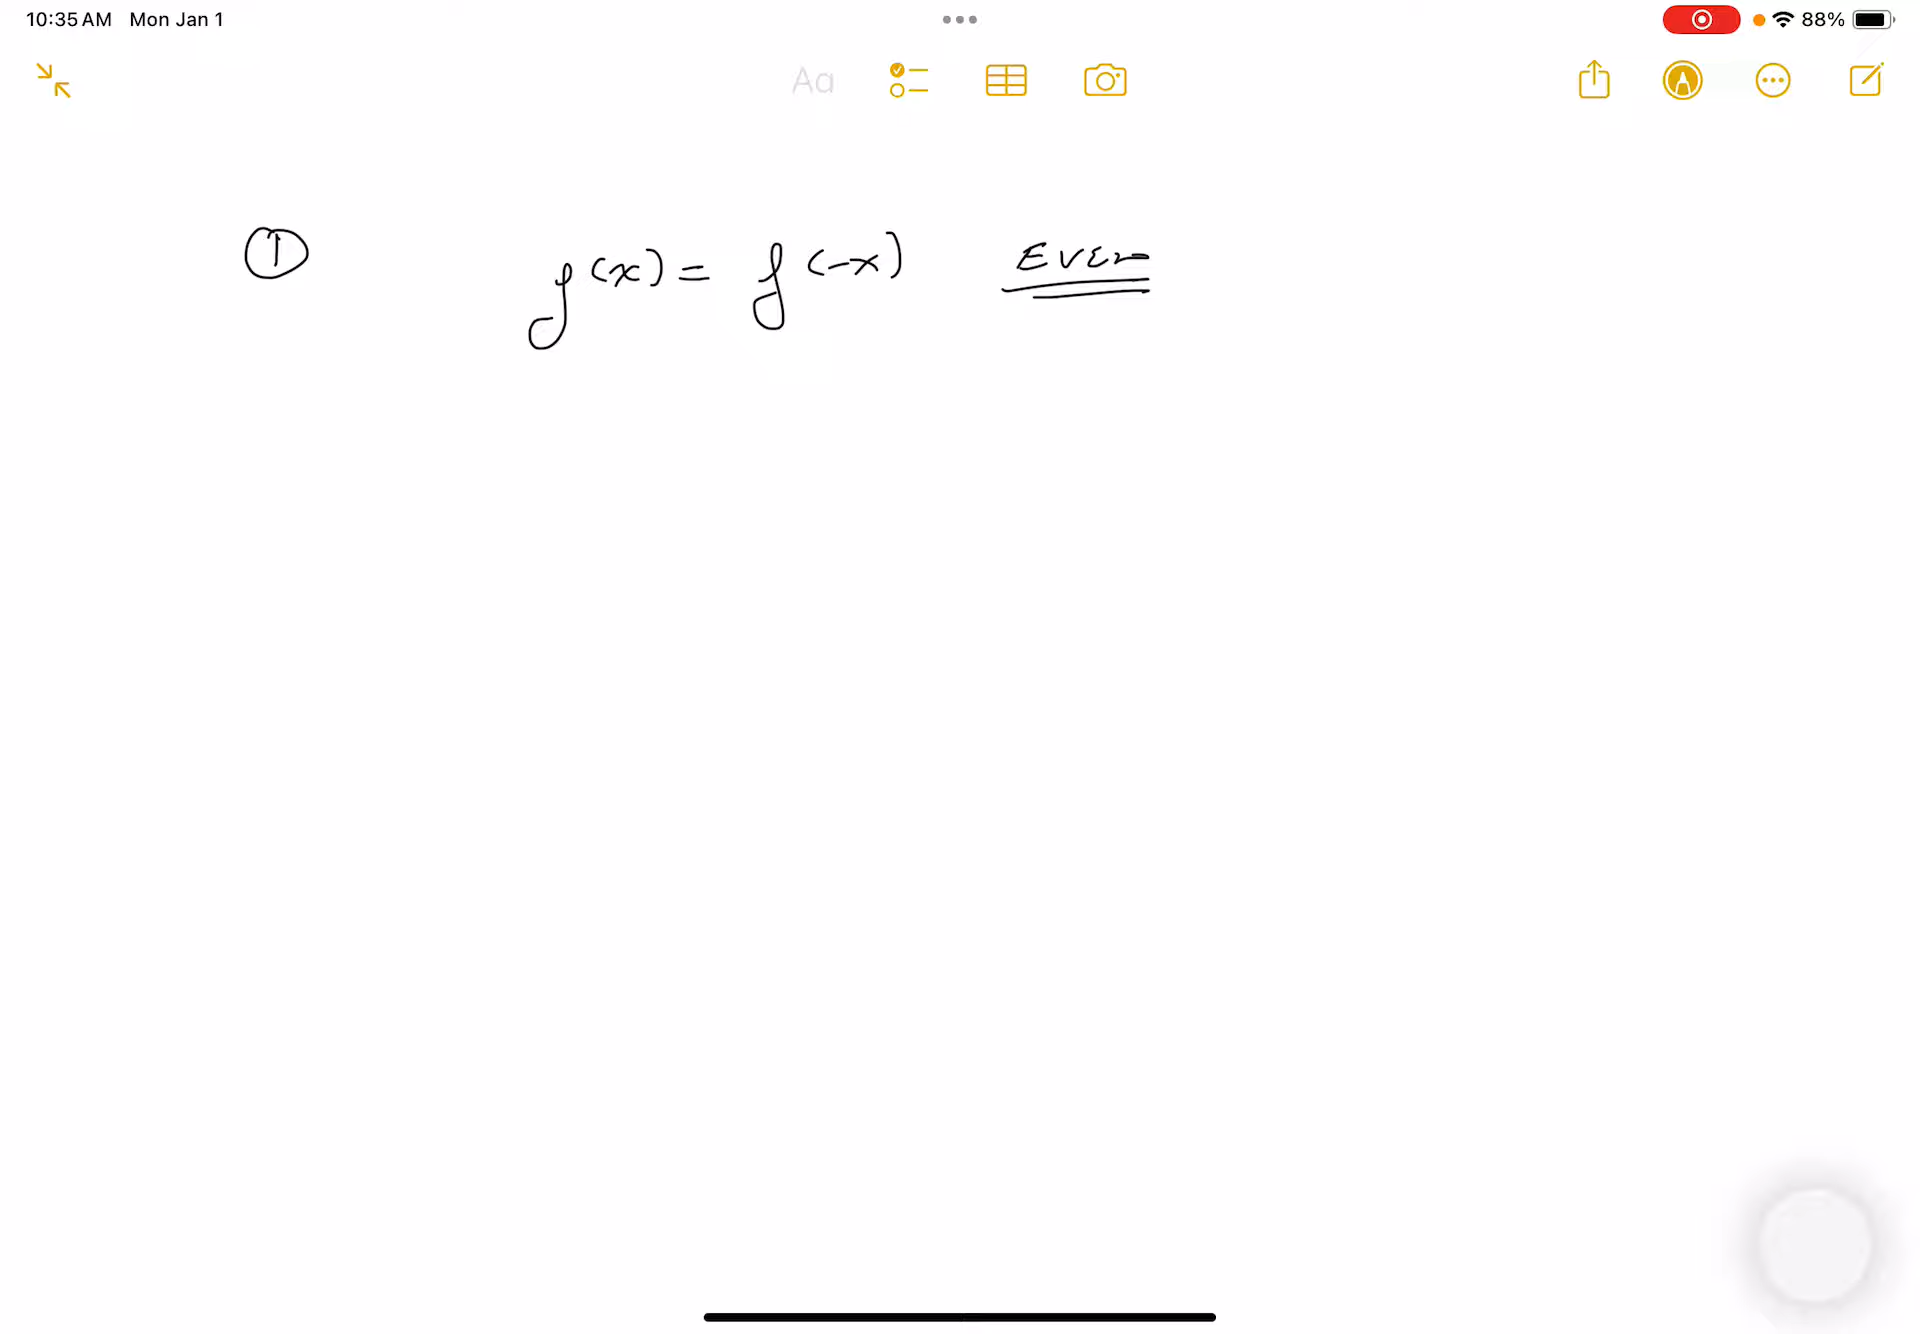 10:35 AM Mon Jan 1 88%
Aa
① f(x) = f(-x) Even